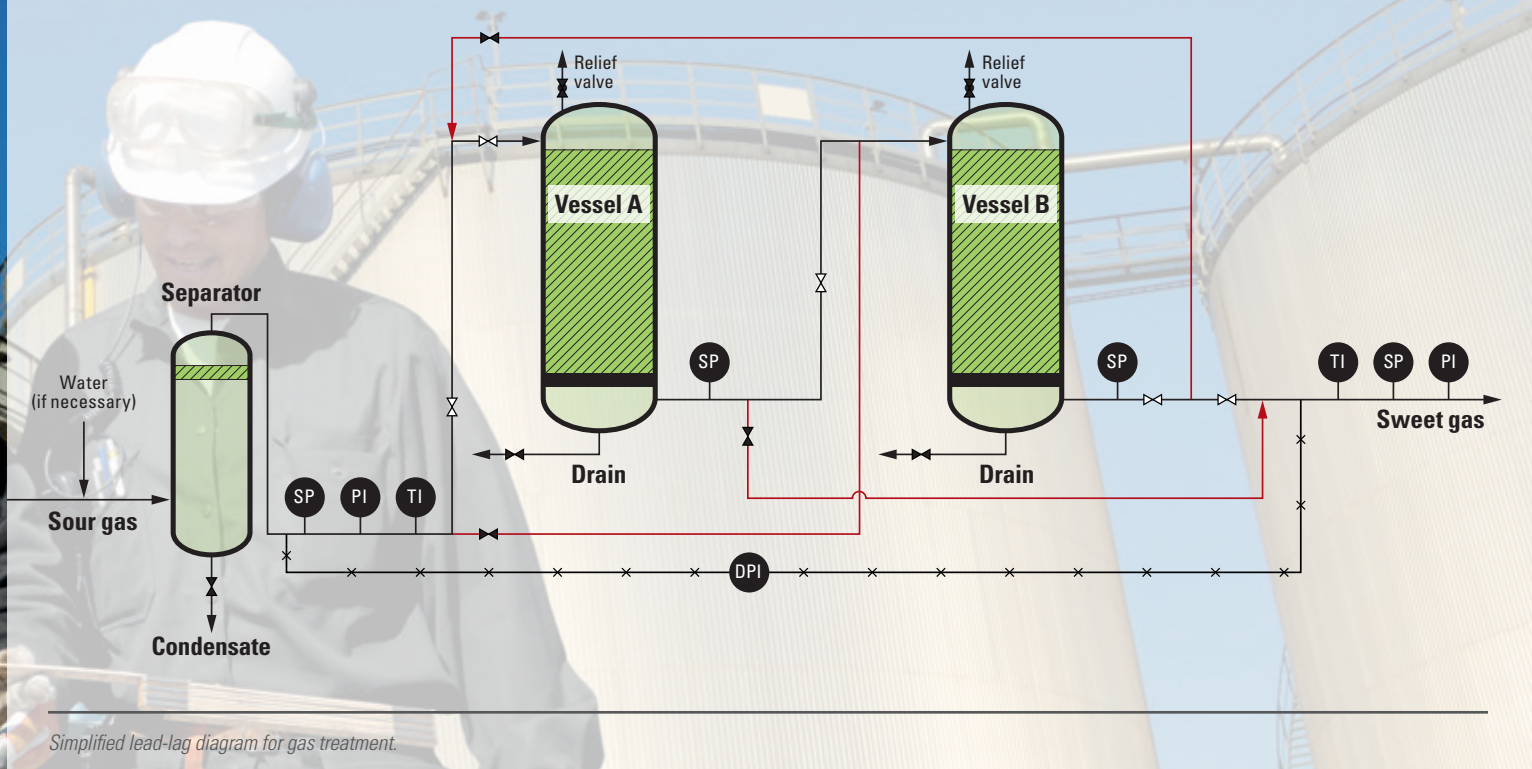 Relief
valve
Relief
valve
Vessel A
Vessel B
Separator
Water
(if necessary)
SP
SP
TI
SP
PI
Sweet gas
Drain
Drain
SP
PI
TI
Sour gas
DPI
Condensate
Simplified lead-lag diagram for gas treatment.